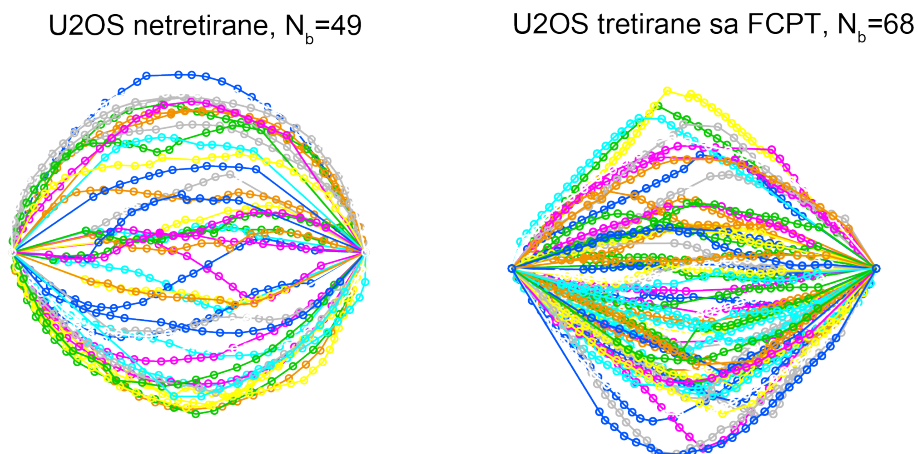 U2OS netretirane, N_b=49
U2OS tretirane sa FCPT, N_b=68